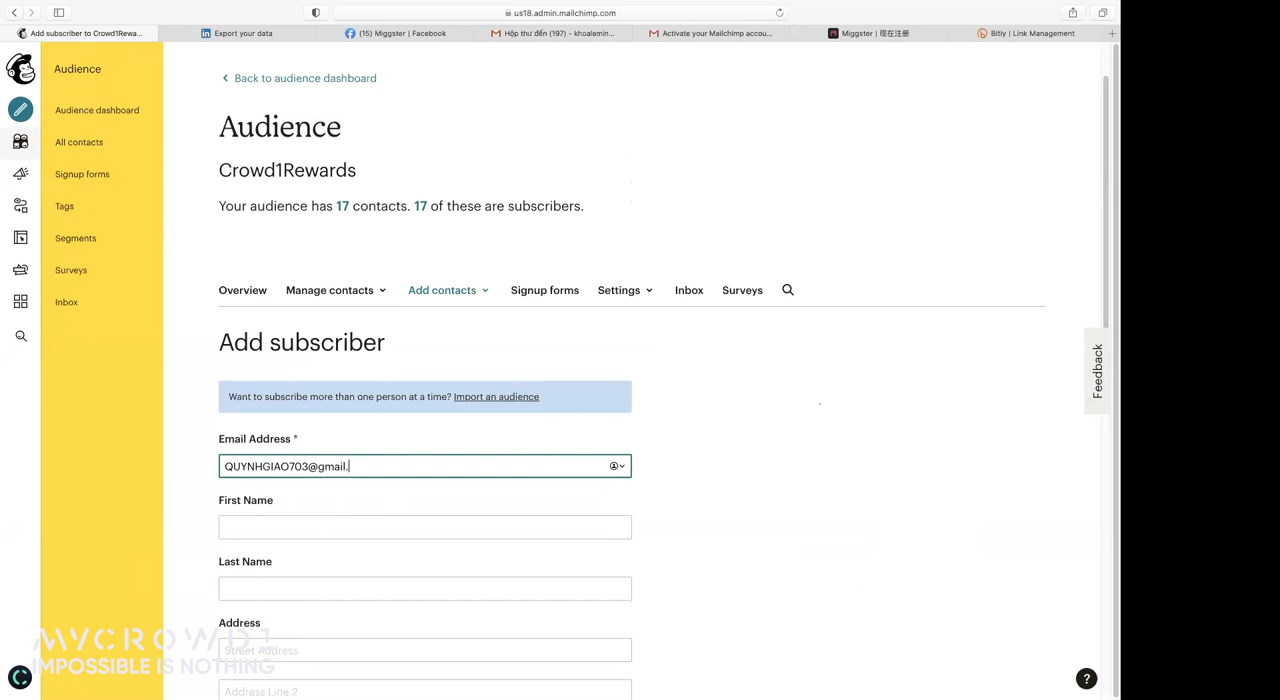 us18.admin.mailchimp.com
Add subscriber to Crowd1Rewa...
Export your data
(15) Miggster | Facebook
Hộp thư đến (197) - khoalemin...
Activate your Mailchimp accou...
Miggster | 现在注册
Bitly | Link Management
Audience
Audience dashboard
All contacts
Signup forms
Tags
Segments
Surveys
Inbox
Back to audience dashboard
Audience
Crowd1Rewards
Your audience has 17 contacts. 17 of these are subscribers.
Overview Manage contacts Add contacts Signup forms Settings Inbox Surveys
Add subscriber
Want to subscribe more than one person at a time? Import an audience
Email Address *
QUYNHGIAO703@gmail.
First Name
Last Name
Address
Street Address
Address Line 2
Feedback
?
MYCROWD1
IMPOSSIBLE IS NOTHING